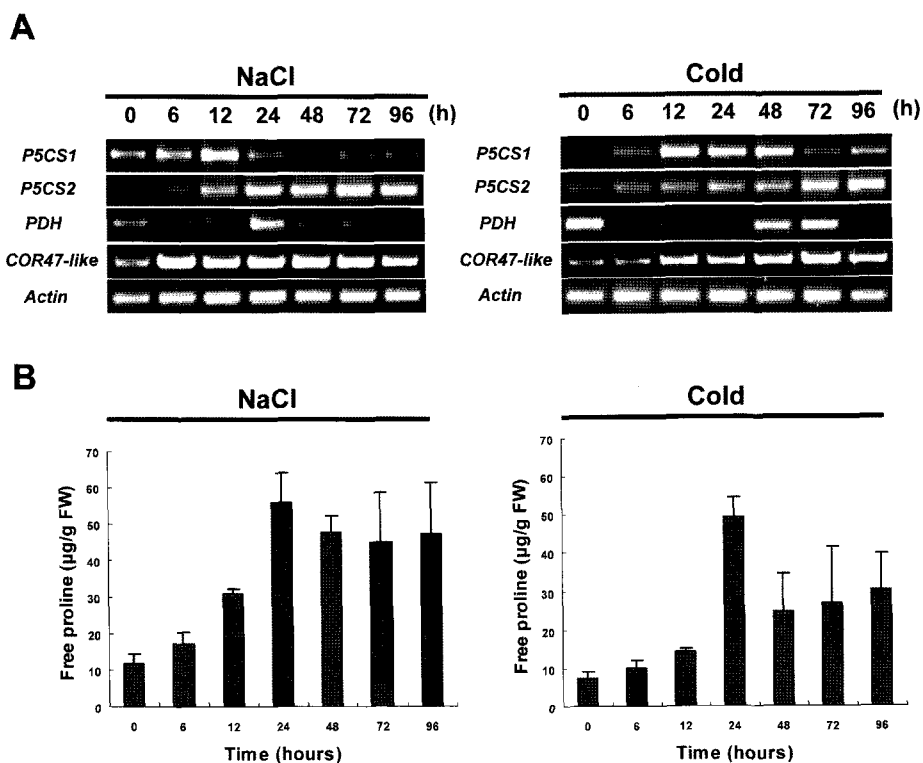 A
NaCl
0 6 12 24 48 72 96 (h)
P5CS1
P5CS2
PDH
COR47-like
Actin
Cold
0 6 12 24 48 72 96 (h)
P5CS1
P5CS2
PDH
COR47-like
Actin
B
NaCl
Free proline (µg/g FW)
70
60
50
40
30
20
10
0
0 6 12 24 48 72 96
Time (hours)
Cold
Free proline (µg/g FW)
70
60
50
40
30
20
10
0
0 6 12 24 48 72 96
Time (hours)